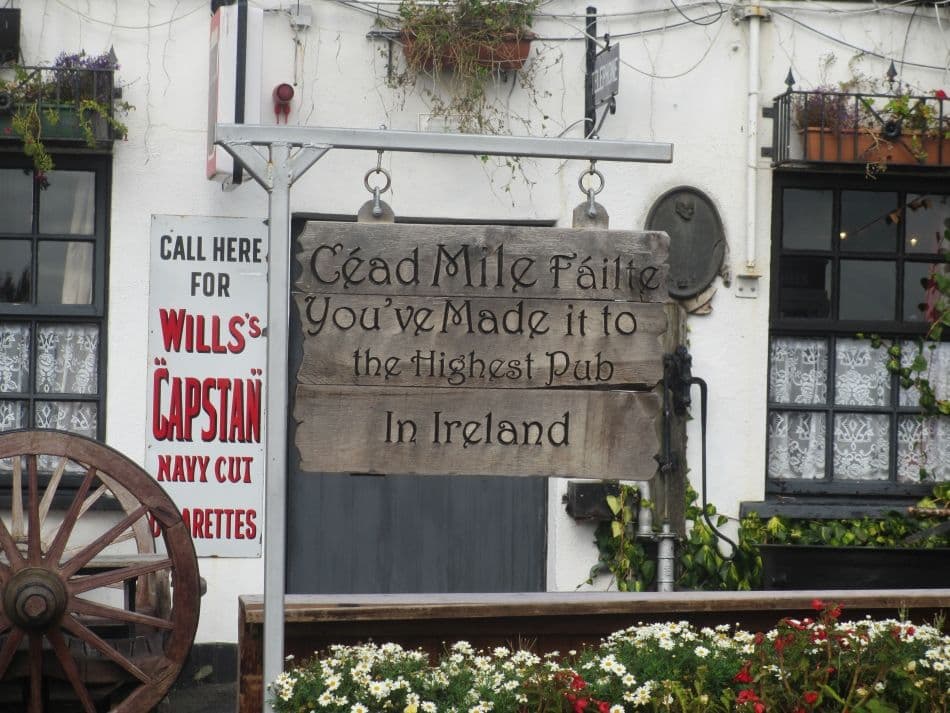 CALL HERE
FOR
WILLS's
"CAPSTAN"
NAVY CUT
Céad Míle Fáilte
You've Made it to
the Highest Pub
In Ireland